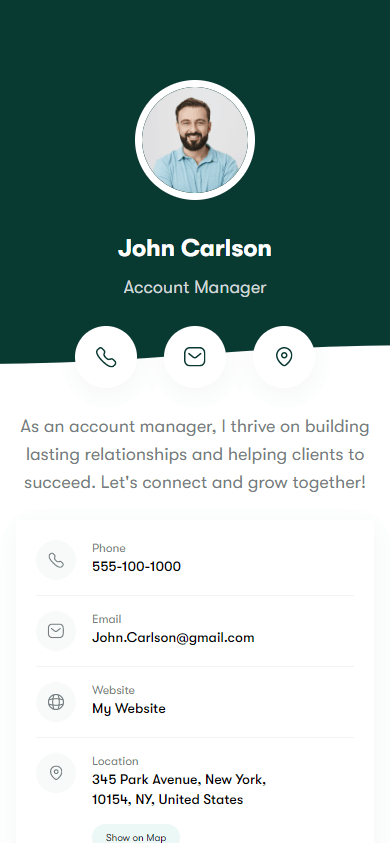 John Carlson
Account Manager
As an account manager, I thrive on building
lasting relationships and helping clients to
succeed. Let's connect and grow together!
Phone
555-100-1000
Email
John.Carlson@gmail.com
Website
My Website
Location
345 Park Avenue, New York,
10154, NY, United States
Show on Map